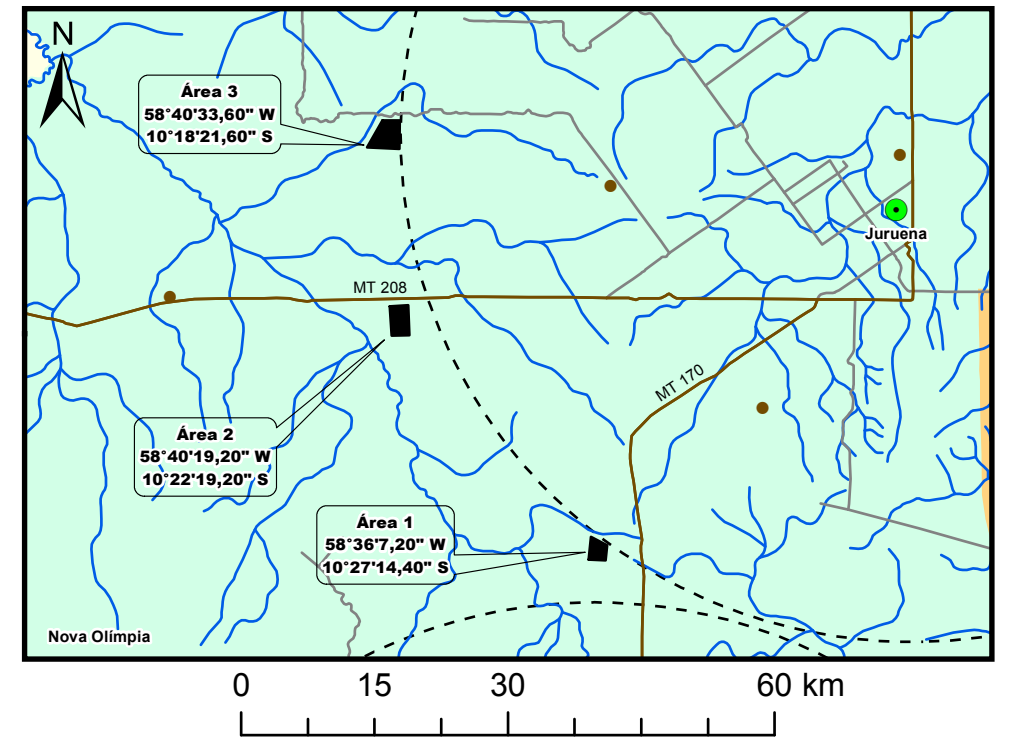 N
Área 3
58°40'33,60" W
10°18'21,60" S
Juruena
MT 208
MT 170
Área 2
58°40'19,20" W
10°22'19,20" S
Área 1
58°36'7,20" W
10°27'14,40" S
Nova Olímpia
0 15 30 60 km